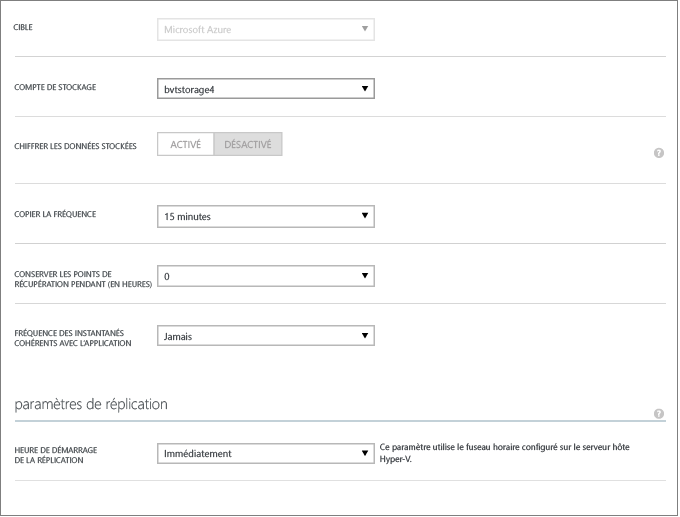 CIBLE
Microsoft Azure
COMPTE DE STOCKAGE
bvtstorage4
CHIFFRER LES DONNÉES STOCKÉES
ACTIVÉ
DÉSACTIVÉ
?
COPIER LA FRÉQUENCE
15 minutes
CONSERVER LES POINTS DE
RÉCUPÉRATION PENDANT (EN HEURES)
0
FRÉQUENCE DES INSTANTANÉS
COHÉRENTS AVEC L'APPLICATION
Jamais
paramètres de réplication
?
HEURE DE DÉMARRAGE
DE LA RÉPLICATION
Immédiatement
Ce paramètre utilise le fuseau horaire configuré sur le serveur hôte
Hyper-V.